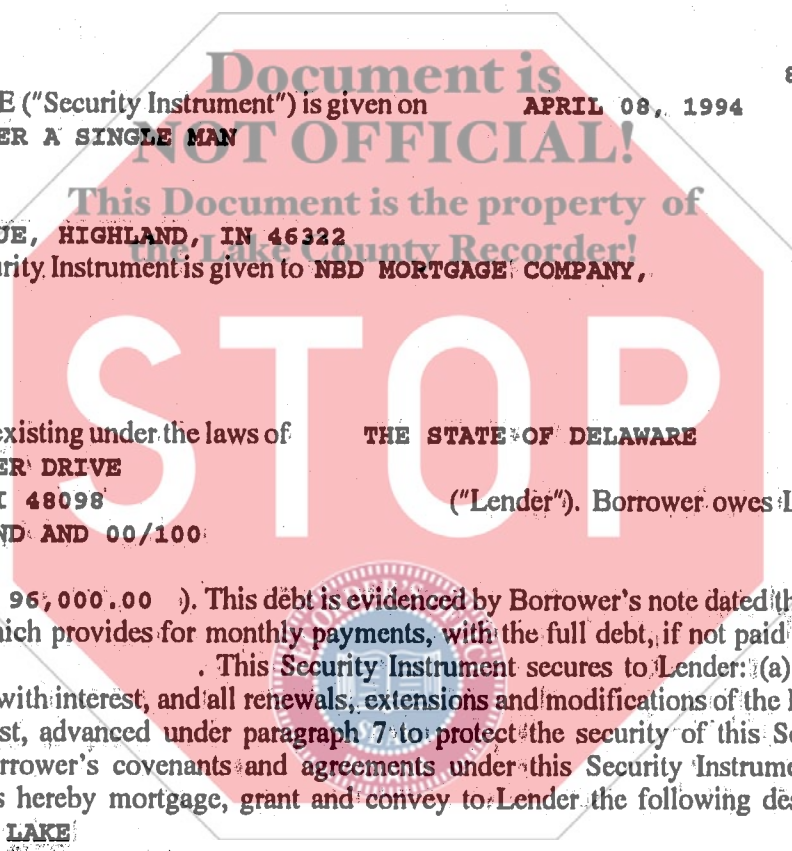 Document is
E ("Security Instrument") is given on APRIL 08, 1994
ER A SINGLE MAN
NOT OFFICIAL!
This Document is the property of
UE, HIGHLAND, IN 46322
the Lake County Recorder!
urity Instrument is given to NBD MORTGAGE COMPANY,
STOP
existing under the laws of THE STATE OF DELAWARE
ER DRIVE
I 48098 ("Lender"). Borrower owes L
ND AND 00/100
96,000.00 ). This debt is evidenced by Borrower's note dated th
hich provides for monthly payments, with the full debt, if not paid
. This Security Instrument secures to Lender: (a)
with interest, and all renewals, extensions and modifications of the
st, advanced under paragraph 7 to protect the security of this Se
rrower's covenants and agreements under this Security Instrume
s hereby mortgage, grant and convey to Lender the following des
LAKE